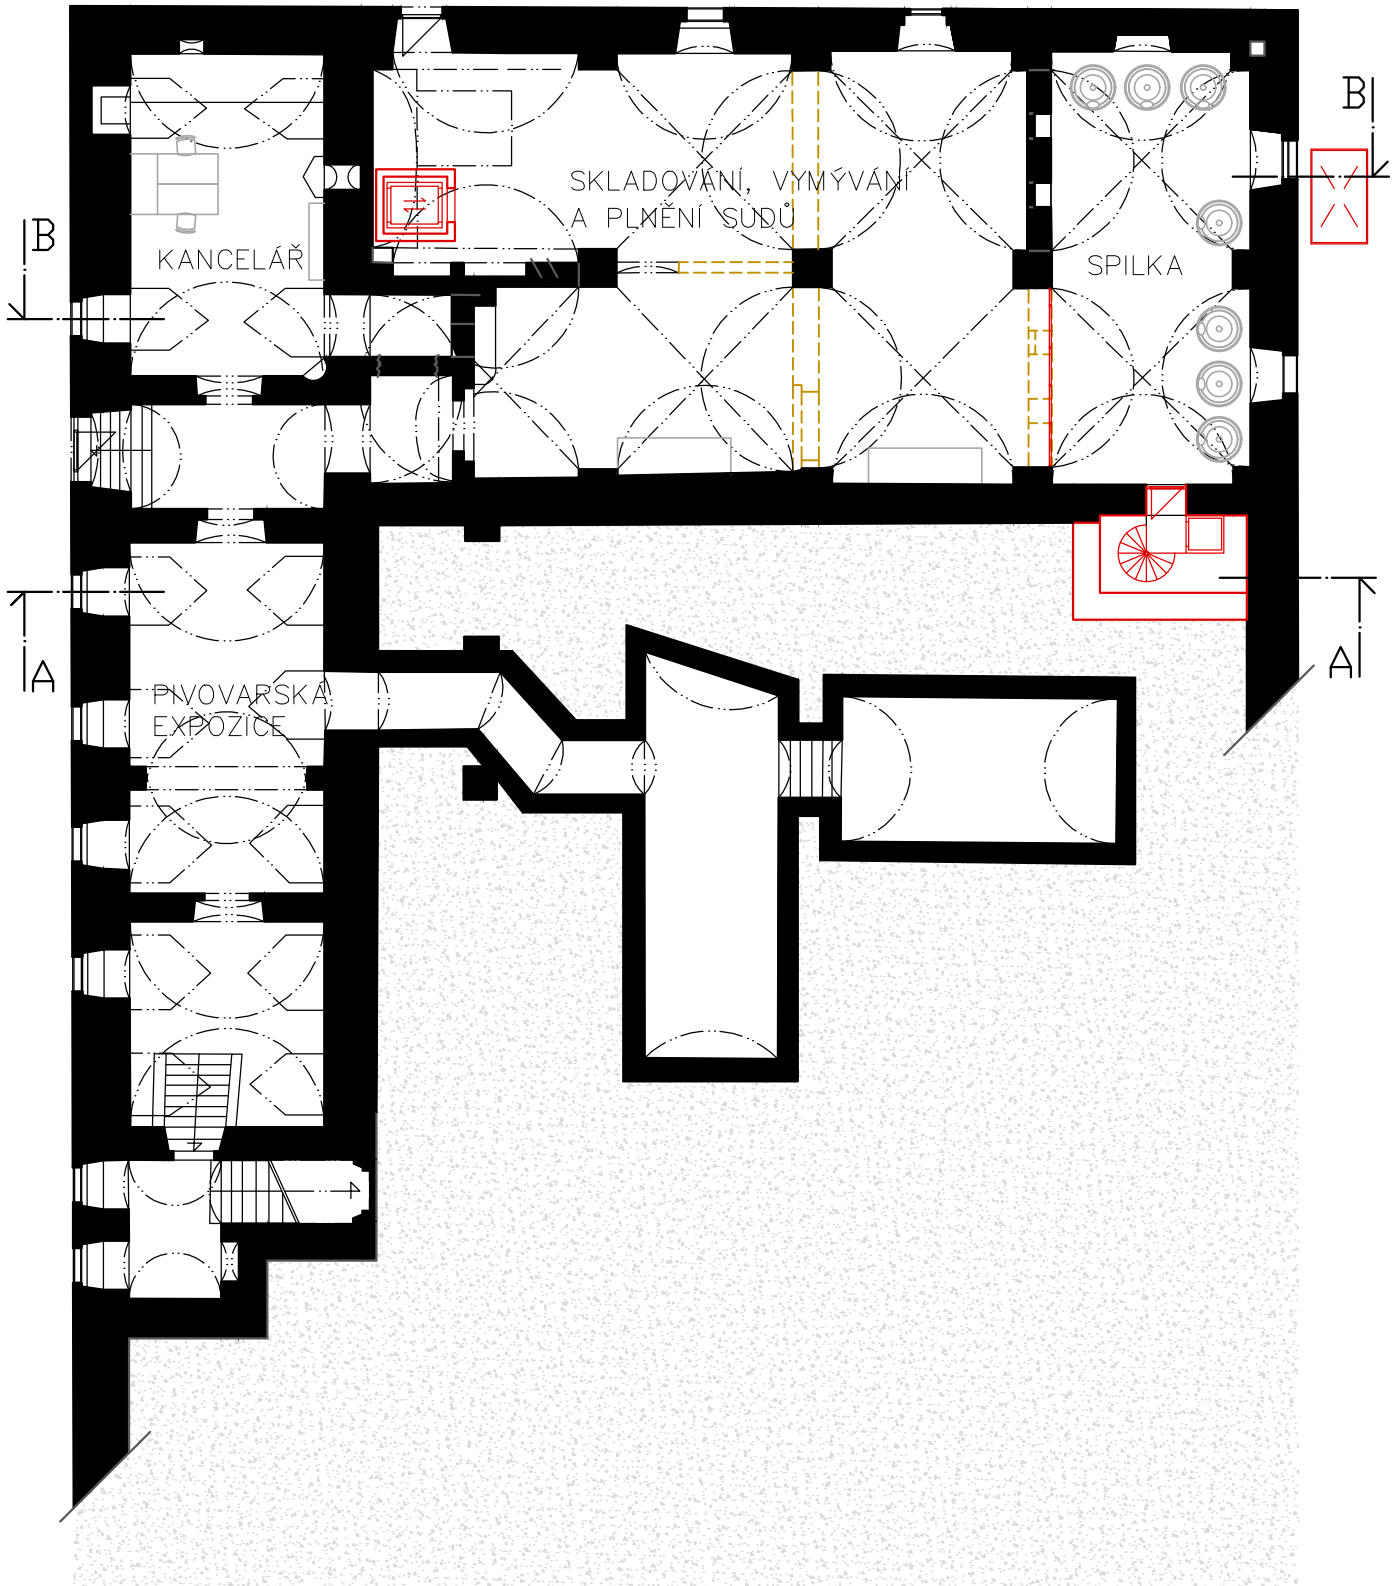 B
SKLADOVÁNÍ, VYMÝVÁNÍ
A PLNĚNÍ SUDŮ
B
KANCELÁŘ
SPILKA
A
A
PIVOVARSKÁ
EXPOZICE